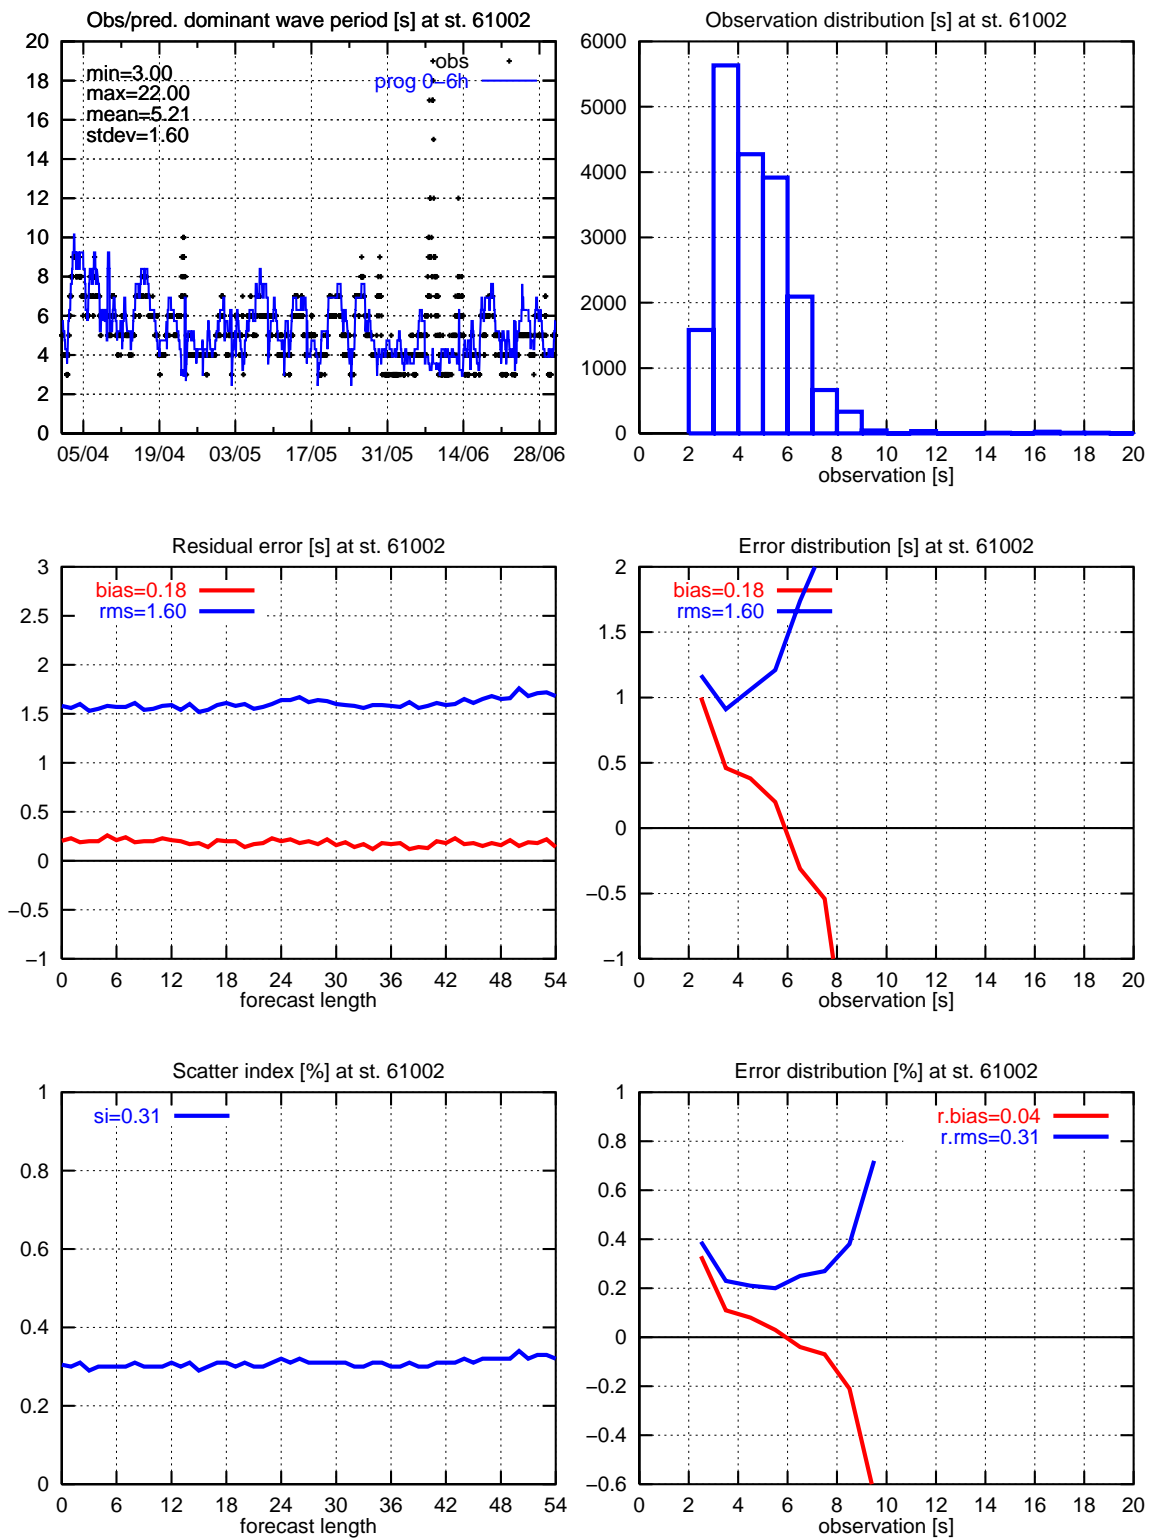 Obs/pred. dominant wave period [s] at st. 61002
20
18
16
14
12
10
8
6
4
2
0
min=3.00
max=22.00
mean=5.21
stdev=1.60
obs
prog 0−6h
05/04 19/04 03/05 17/05 31/05 14/06 28/06
Observation distribution [s] at st. 61002
6000
5000
4000
3000
2000
1000
0
0 2 4 6 8 10 12 14 16 18 20
observation [s]
Residual error [s] at st. 61002
3
2.5
2
1.5
1
0.5
0
−0.5
−1
bias=0.18
rms=1.60
0 6 12 18 24 30 36 42 48 54
forecast length
Error distribution [s] at st. 61002
2
1.5
1
0.5
0
−0.5
−1
bias=0.18
rms=1.60
0 2 4 6 8 10 12 14 16 18 20
observation [s]
Scatter index [%] at st. 61002
1
0.8
0.6
0.4
0.2
0
si=0.31
0 6 12 18 24 30 36 42 48 54
forecast length
Error distribution [%] at st. 61002
1
0.8
0.6
0.4
0.2
0
−0.2
−0.4
−0.6
r.bias=0.04
r.rms=0.31
0 2 4 6 8 10 12 14 16 18 20
observation [s]